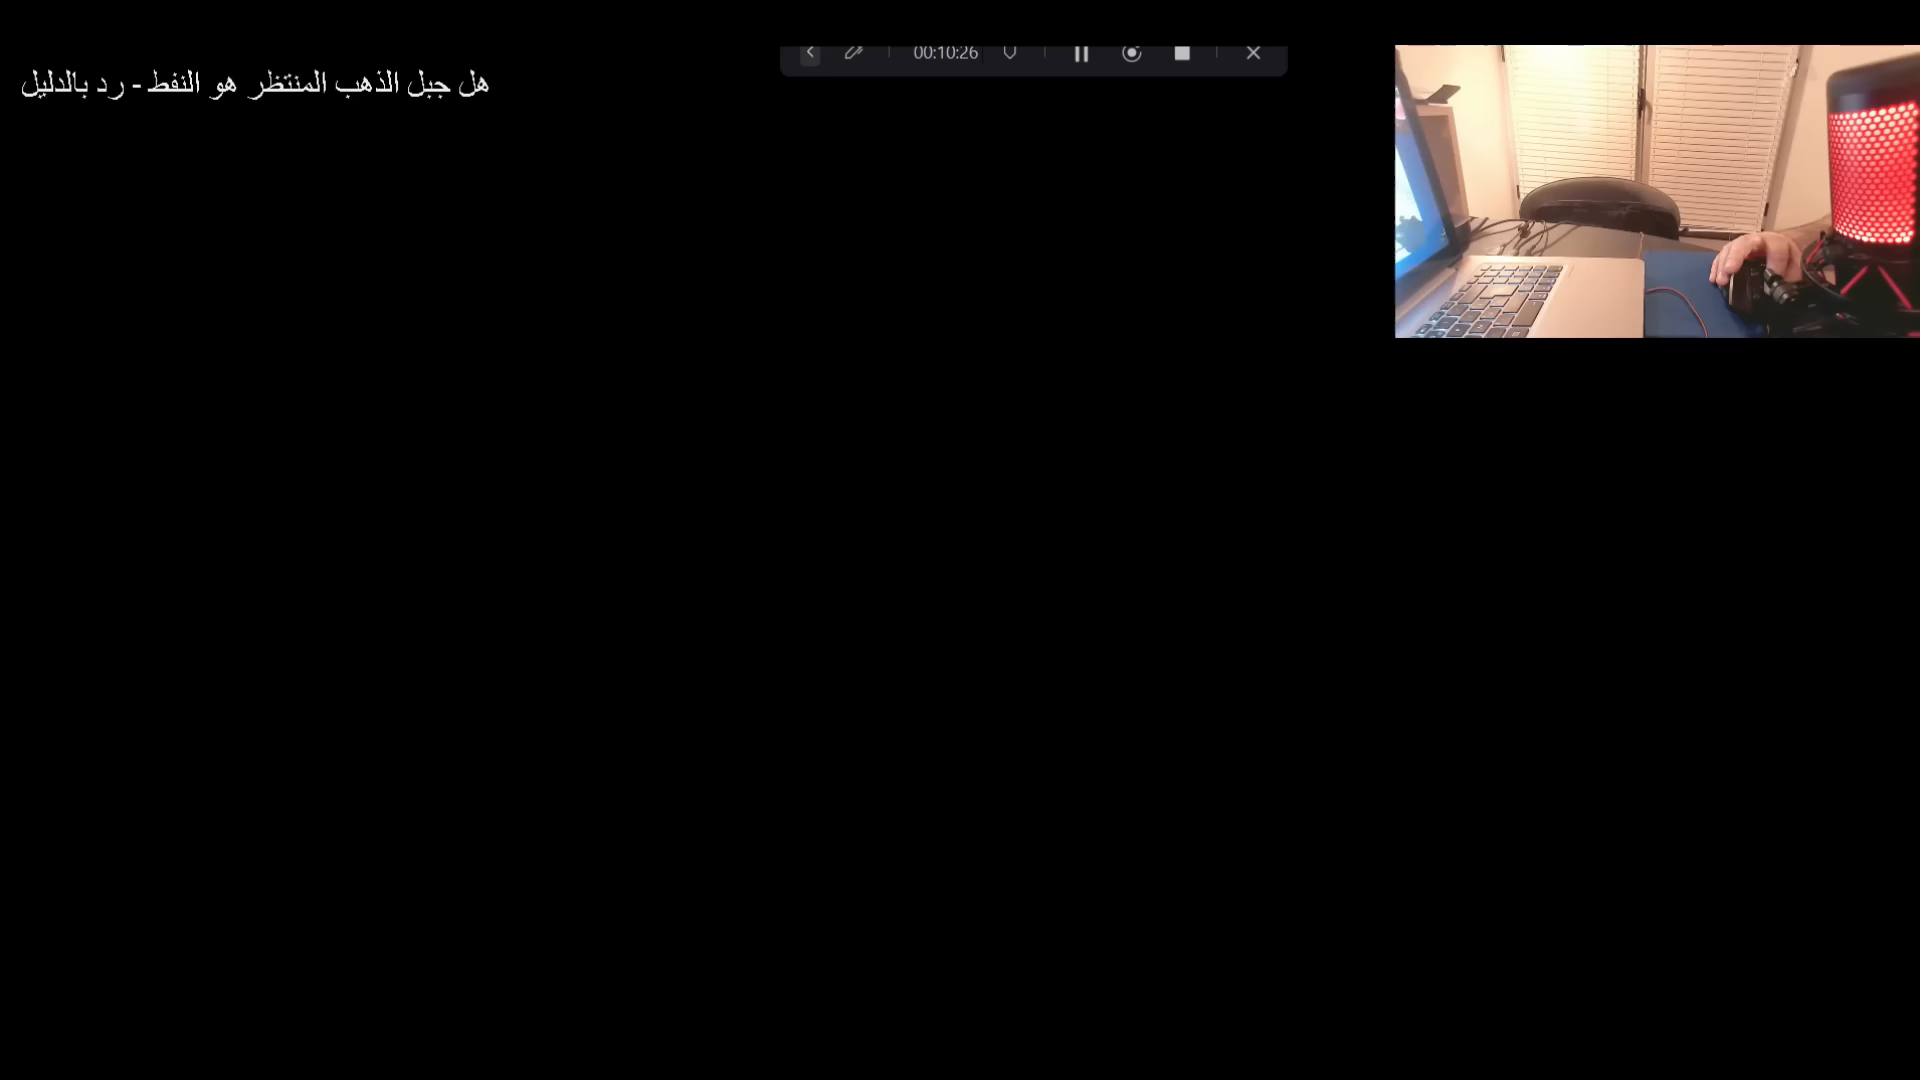 00:10:26
هل جبل الذهب المنتظر هو النفط - رد بالدليل